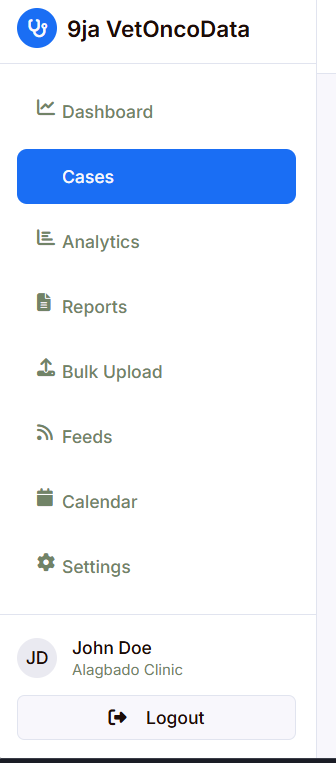 9ja VetOncoData
Dashboard
Cases
Analytics
Reports
Bulk Upload
Feeds
Calendar
Settings
JD
John Doe
Alagbado Clinic
Logout